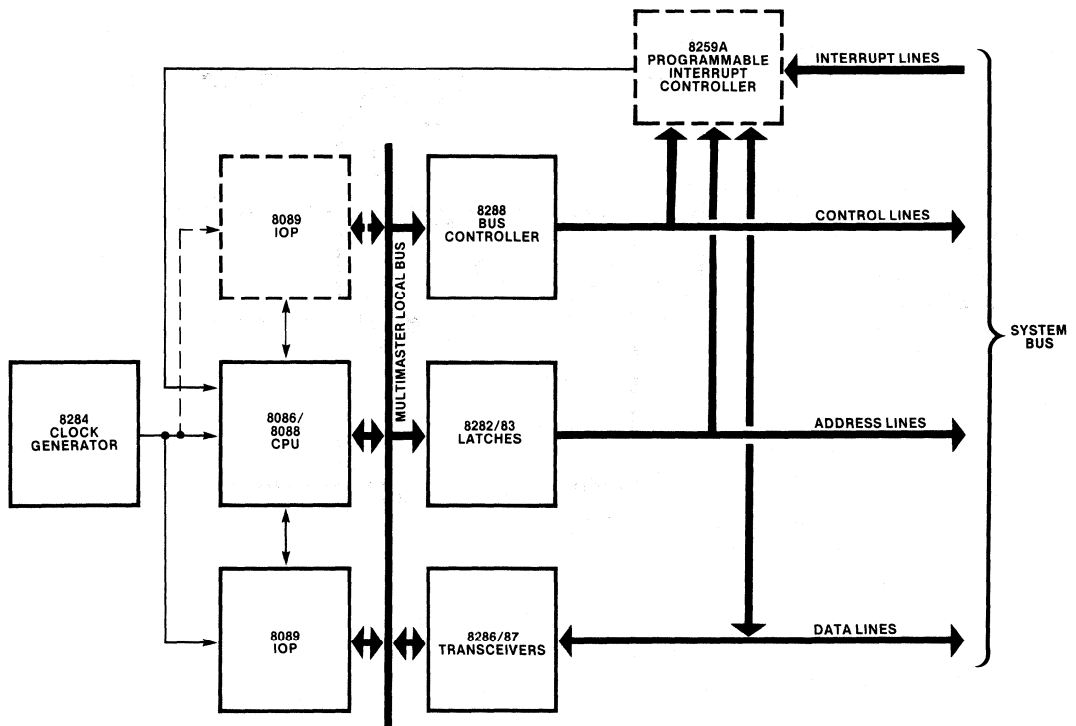 8259A
PROGRAMMABLE
INTERRUPT
CONTROLLER
INTERRUPT LINES
8089
IOP
MULTIMASTER LOCAL BUS
8288
BUS
CONTROLLER
CONTROL LINES
SYSTEM
BUS
8284
CLOCK
GENERATOR
8086/
8088
CPU
8282/83
LATCHES
ADDRESS LINES
8089
IOP
8286/87
TRANSCEIVERS
DATA LINES